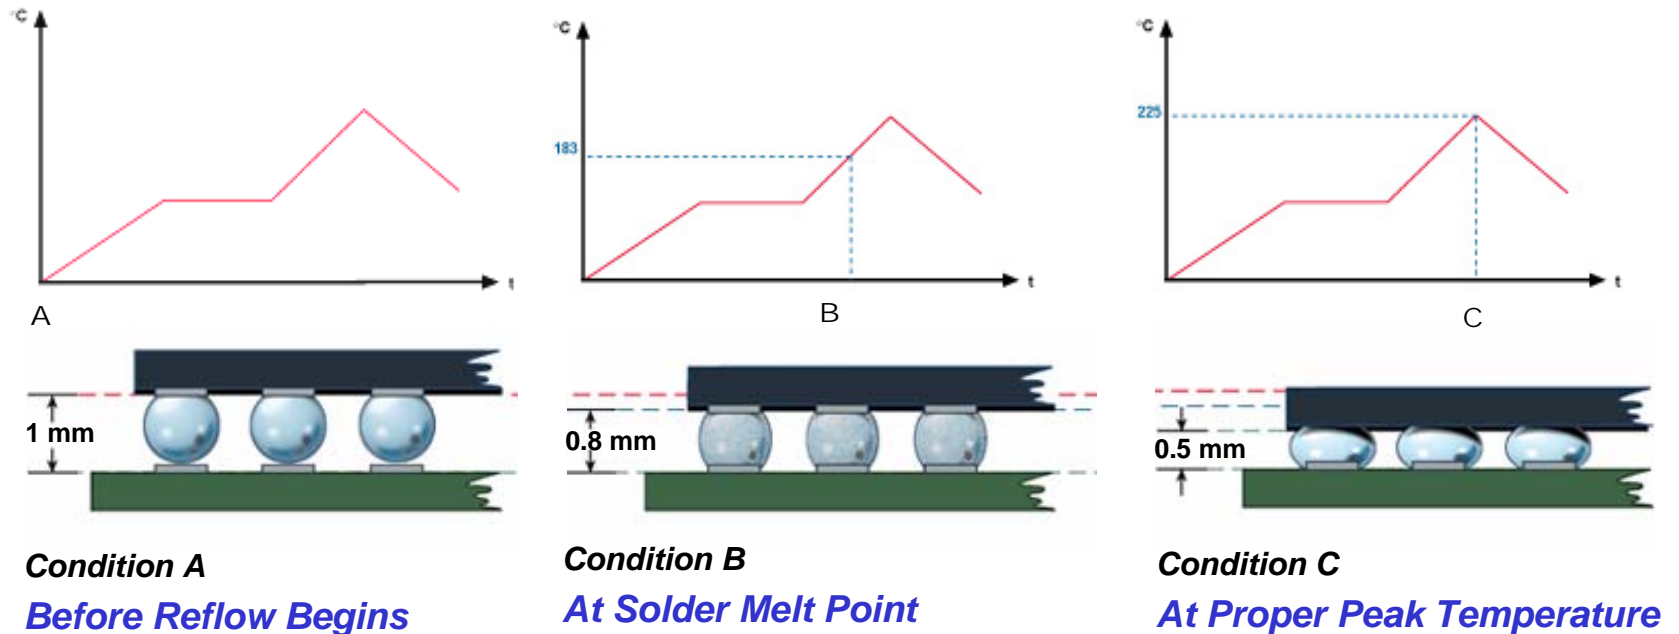 °C
t
A
1 mm
Condition A
Before Reflow Begins
°C
183
t
B
0.8 mm
Condition B
At Solder Melt Point
°C
225
t
C
0.5 mm
Condition C
At Proper Peak Temperature